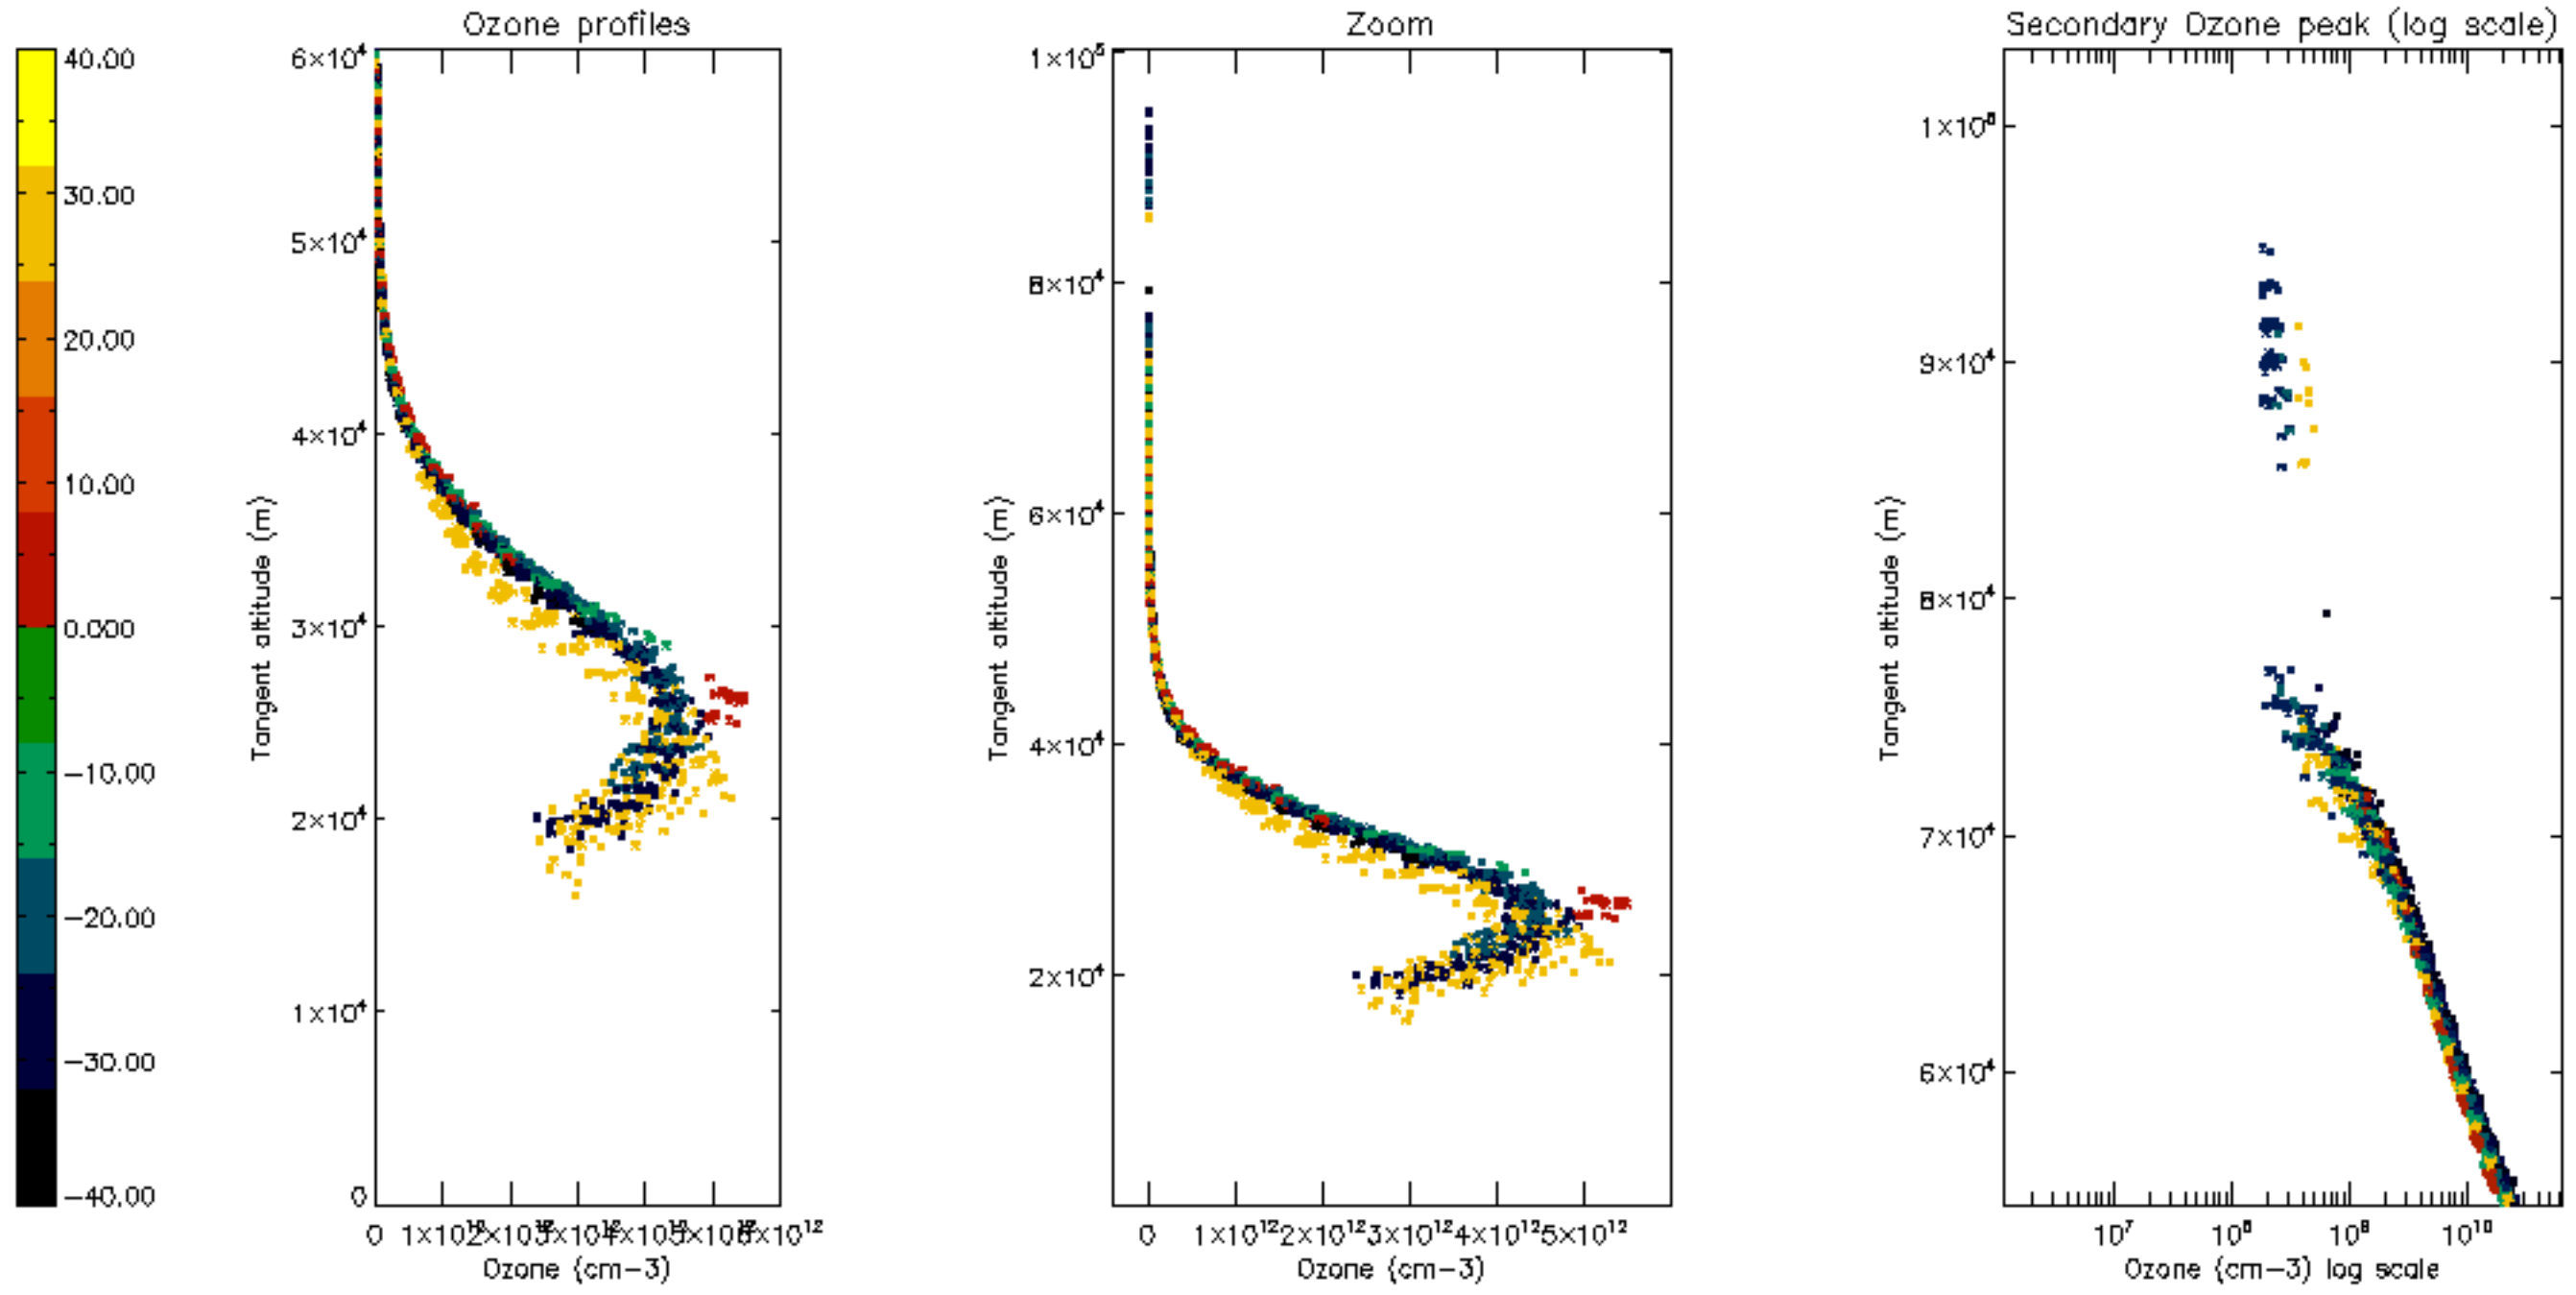 Ozone profiles
Zoom
Secondary Ozone peak (log scale)
40.00
30.00
20.00
10.00
0.000
-10.00
-20.00
-30.00
-40.00
Tangent altitude (m)
6×10⁴
5×10⁴
4×10⁴
3×10⁴
2×10⁴
1×10⁴
0
0
6×10¹²
Ozone (cm-3)
Tangent altitude (m)
1×10⁵
8×10⁴
6×10⁴
4×10⁴
2×10⁴
0 1×10¹² 2×10¹² 3×10¹² 4×10¹² 5×10¹²
Ozone (cm-3)
Tangent altitude (m)
1×10⁵
9×10⁴
8×10⁴
7×10⁴
6×10⁴
10⁷ 10⁸ 10⁹ 10¹⁰
Ozone (cm-3) log scale